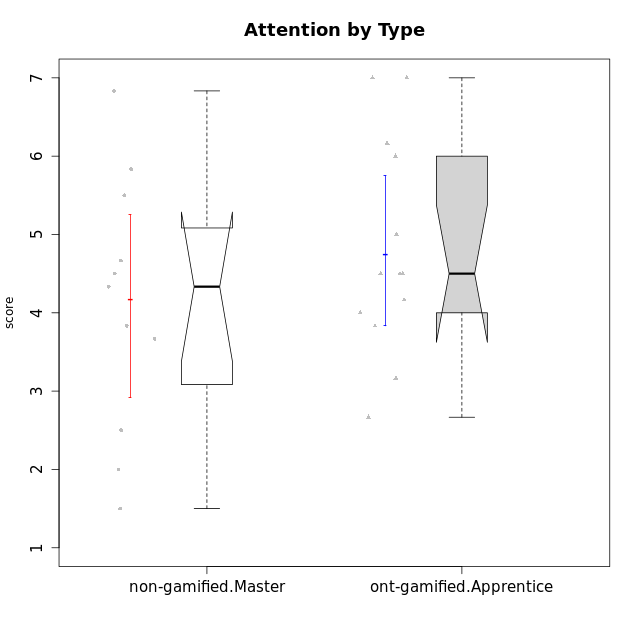 Attention by Type
7
6
5
4
3
2
1
score
non-gamified.Master
ont-gamified.Apprentice